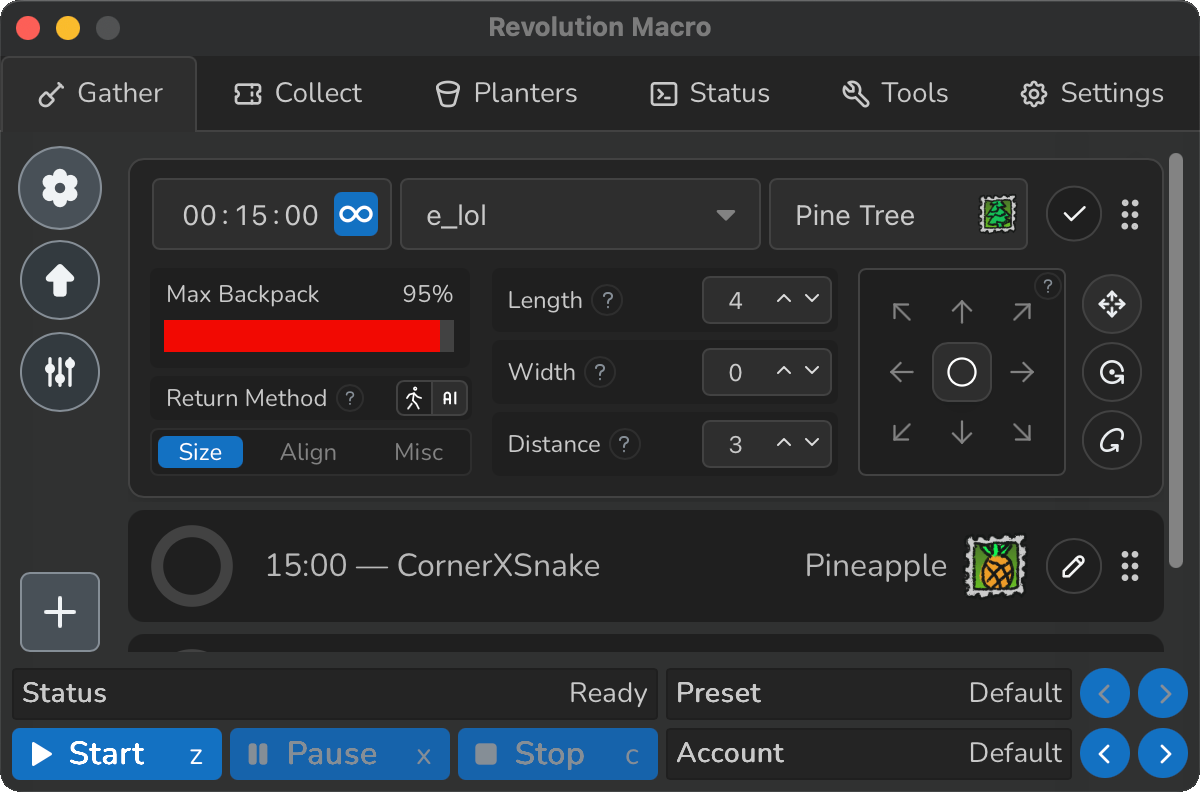 Revolution Macro
Gather Collect Planters Status Tools Settings
00:15:00 e_lol Pine Tree
Max Backpack 95%
Length ? 4
?
Width ? 0
Return Method ? AI
Distance ? 3
Size Align Misc
15:00 — CornerXSnake Pineapple
Status Ready Preset Default
Start z Pause x Stop c Account Default